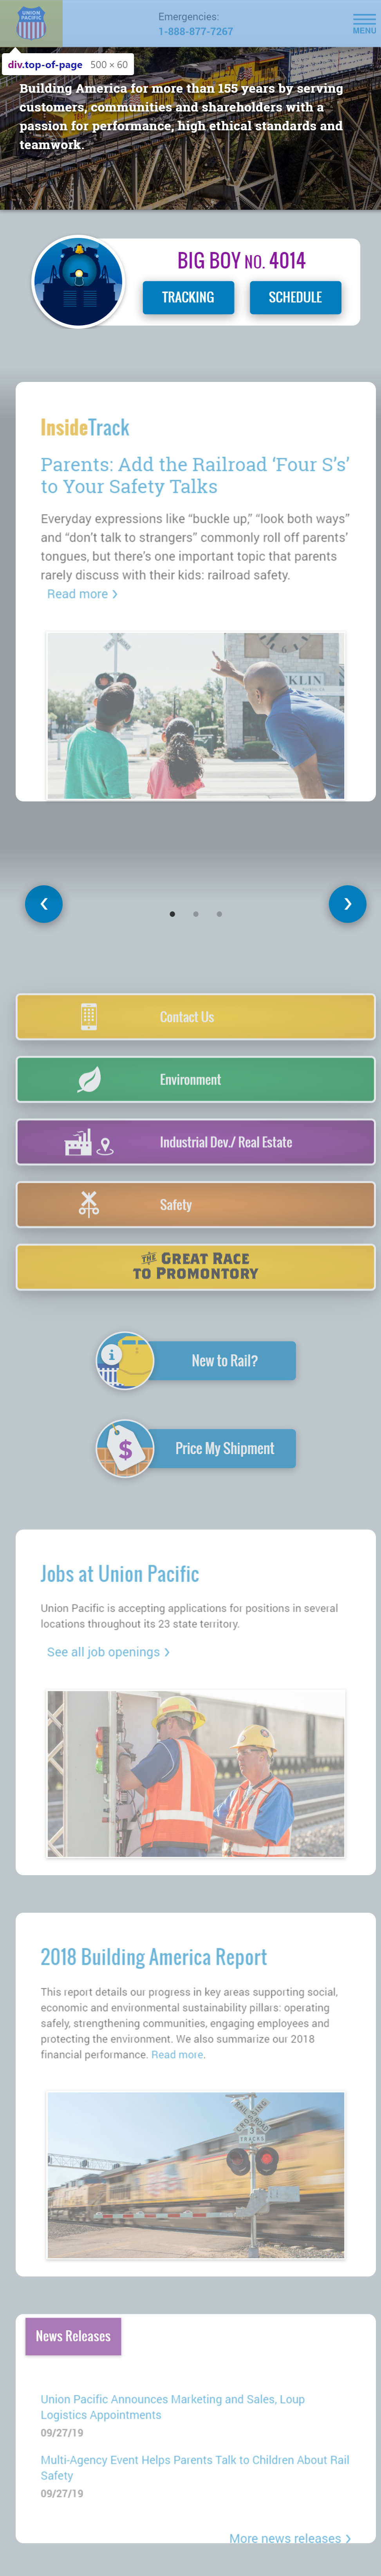 UNION
PACIFIC
Emergencies:
1-888-877-7267
MENU
div.top-of-page 500 × 60
Building America for more than 155 years by serving
customers, communities and shareholders with a
passion for performance, high ethical standards and
teamwork.
BIG BOY NO. 4014
TRACKING
SCHEDULE
InsideTrack
Parents: Add the Railroad ‘Four S’s’
to Your Safety Talks
Everyday expressions like “buckle up,” “look both ways”
and “don’t talk to strangers” commonly roll off parents’
tongues, but there’s one important topic that parents
rarely discuss with their kids: railroad safety.
Read more ›
KLIN
‹
›
Contact Us
Environment
Industrial Dev./ Real Estate
Safety
THE GREAT RACE
TO PROMONTORY
New to Rail?
$
Price My Shipment
Jobs at Union Pacific
Union Pacific is accepting applications for positions in several
locations throughout its 23 state territory.
See all job openings ›
2018 Building America Report
This report details our progress in key areas supporting social,
economic and environmental sustainability pillars: operating
safely, strengthening communities, engaging employees and
protecting the environment. We also summarize our 2018
financial performance. Read more.
CROSSING
3
TRACKS
News Releases
Union Pacific Announces Marketing and Sales, Loup
Logistics Appointments
09/27/19
Multi-Agency Event Helps Parents Talk to Children About Rail
Safety
09/27/19
More news releases ›